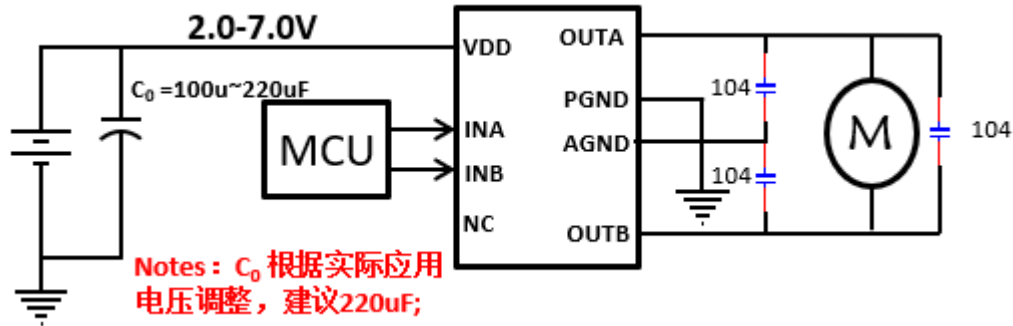 2.0-7.0V
VDD
OUTA
C₀ =100u~220uF
104
PGND
MCU
INA
AGND
M
104
INB
104
NC
OUTB
Notes：C₀ 根据实际应用
电压调整，建议220uF;